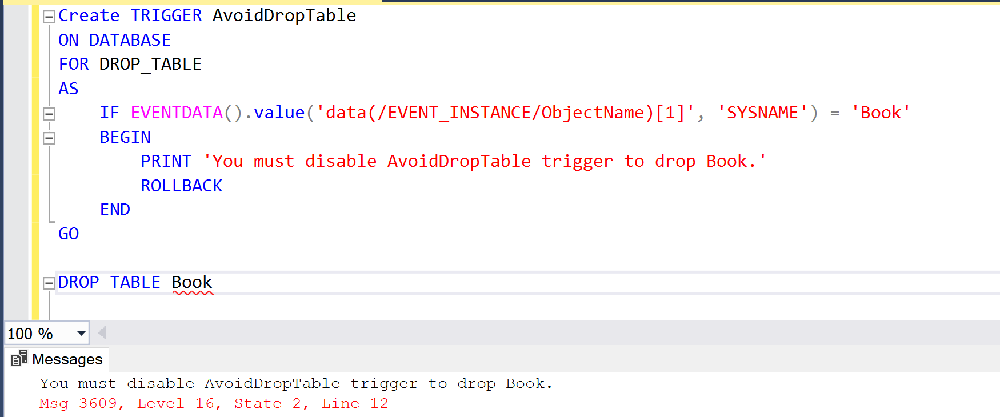 Create TRIGGER AvoidDropTable
ON DATABASE
FOR DROP_TABLE
AS
IF EVENTDATA().value('data(/EVENT_INSTANCE/ObjectName)[1]', 'SYSNAME') = 'Book'
BEGIN
PRINT 'You must disable AvoidDropTable trigger to drop Book.'
ROLLBACK
END
GO
DROP TABLE Book
100 %
Messages
You must disable AvoidDropTable trigger to drop Book.
Msg 3609, Level 16, State 2, Line 12